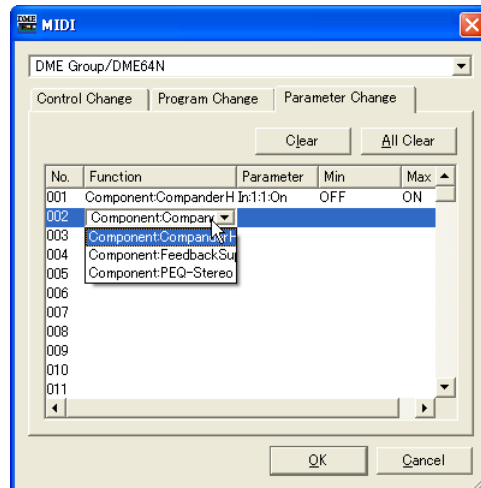 MIDI
DME Group/DME64N
Control Change Program Change Parameter Change
Clear All Clear
No. Function Parameter Min Max
001 Component:CompanderH In:1:1:On OFF ON
002 Component:Compan
003 Component:CompanderH
004 Component:FeedbackSup
005 Component:PEQ-Stereo
006
007
008
009
010
011
OK Cancel